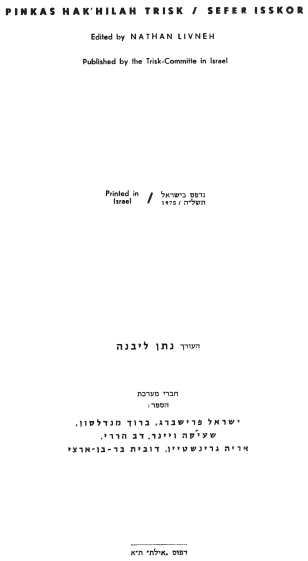 PINKAS HAK'HILAH TRISK / SEFER ISSKOR
Edited by NATHAN LIVNEH
Published by the Trisk-Committe in Israel
Printed in Israel / נדפס בישראל
תשל"ה / 1975
העורך נתן ליבנה
חברי מערכת
הספר:
ישראל פרישברג, ברוך מנדלסון,
שעי'קה ויינר, דב הררי,
אריה גרינשטיין, דובית בר-בן-ארצי
דפוס "אילת" ת"א